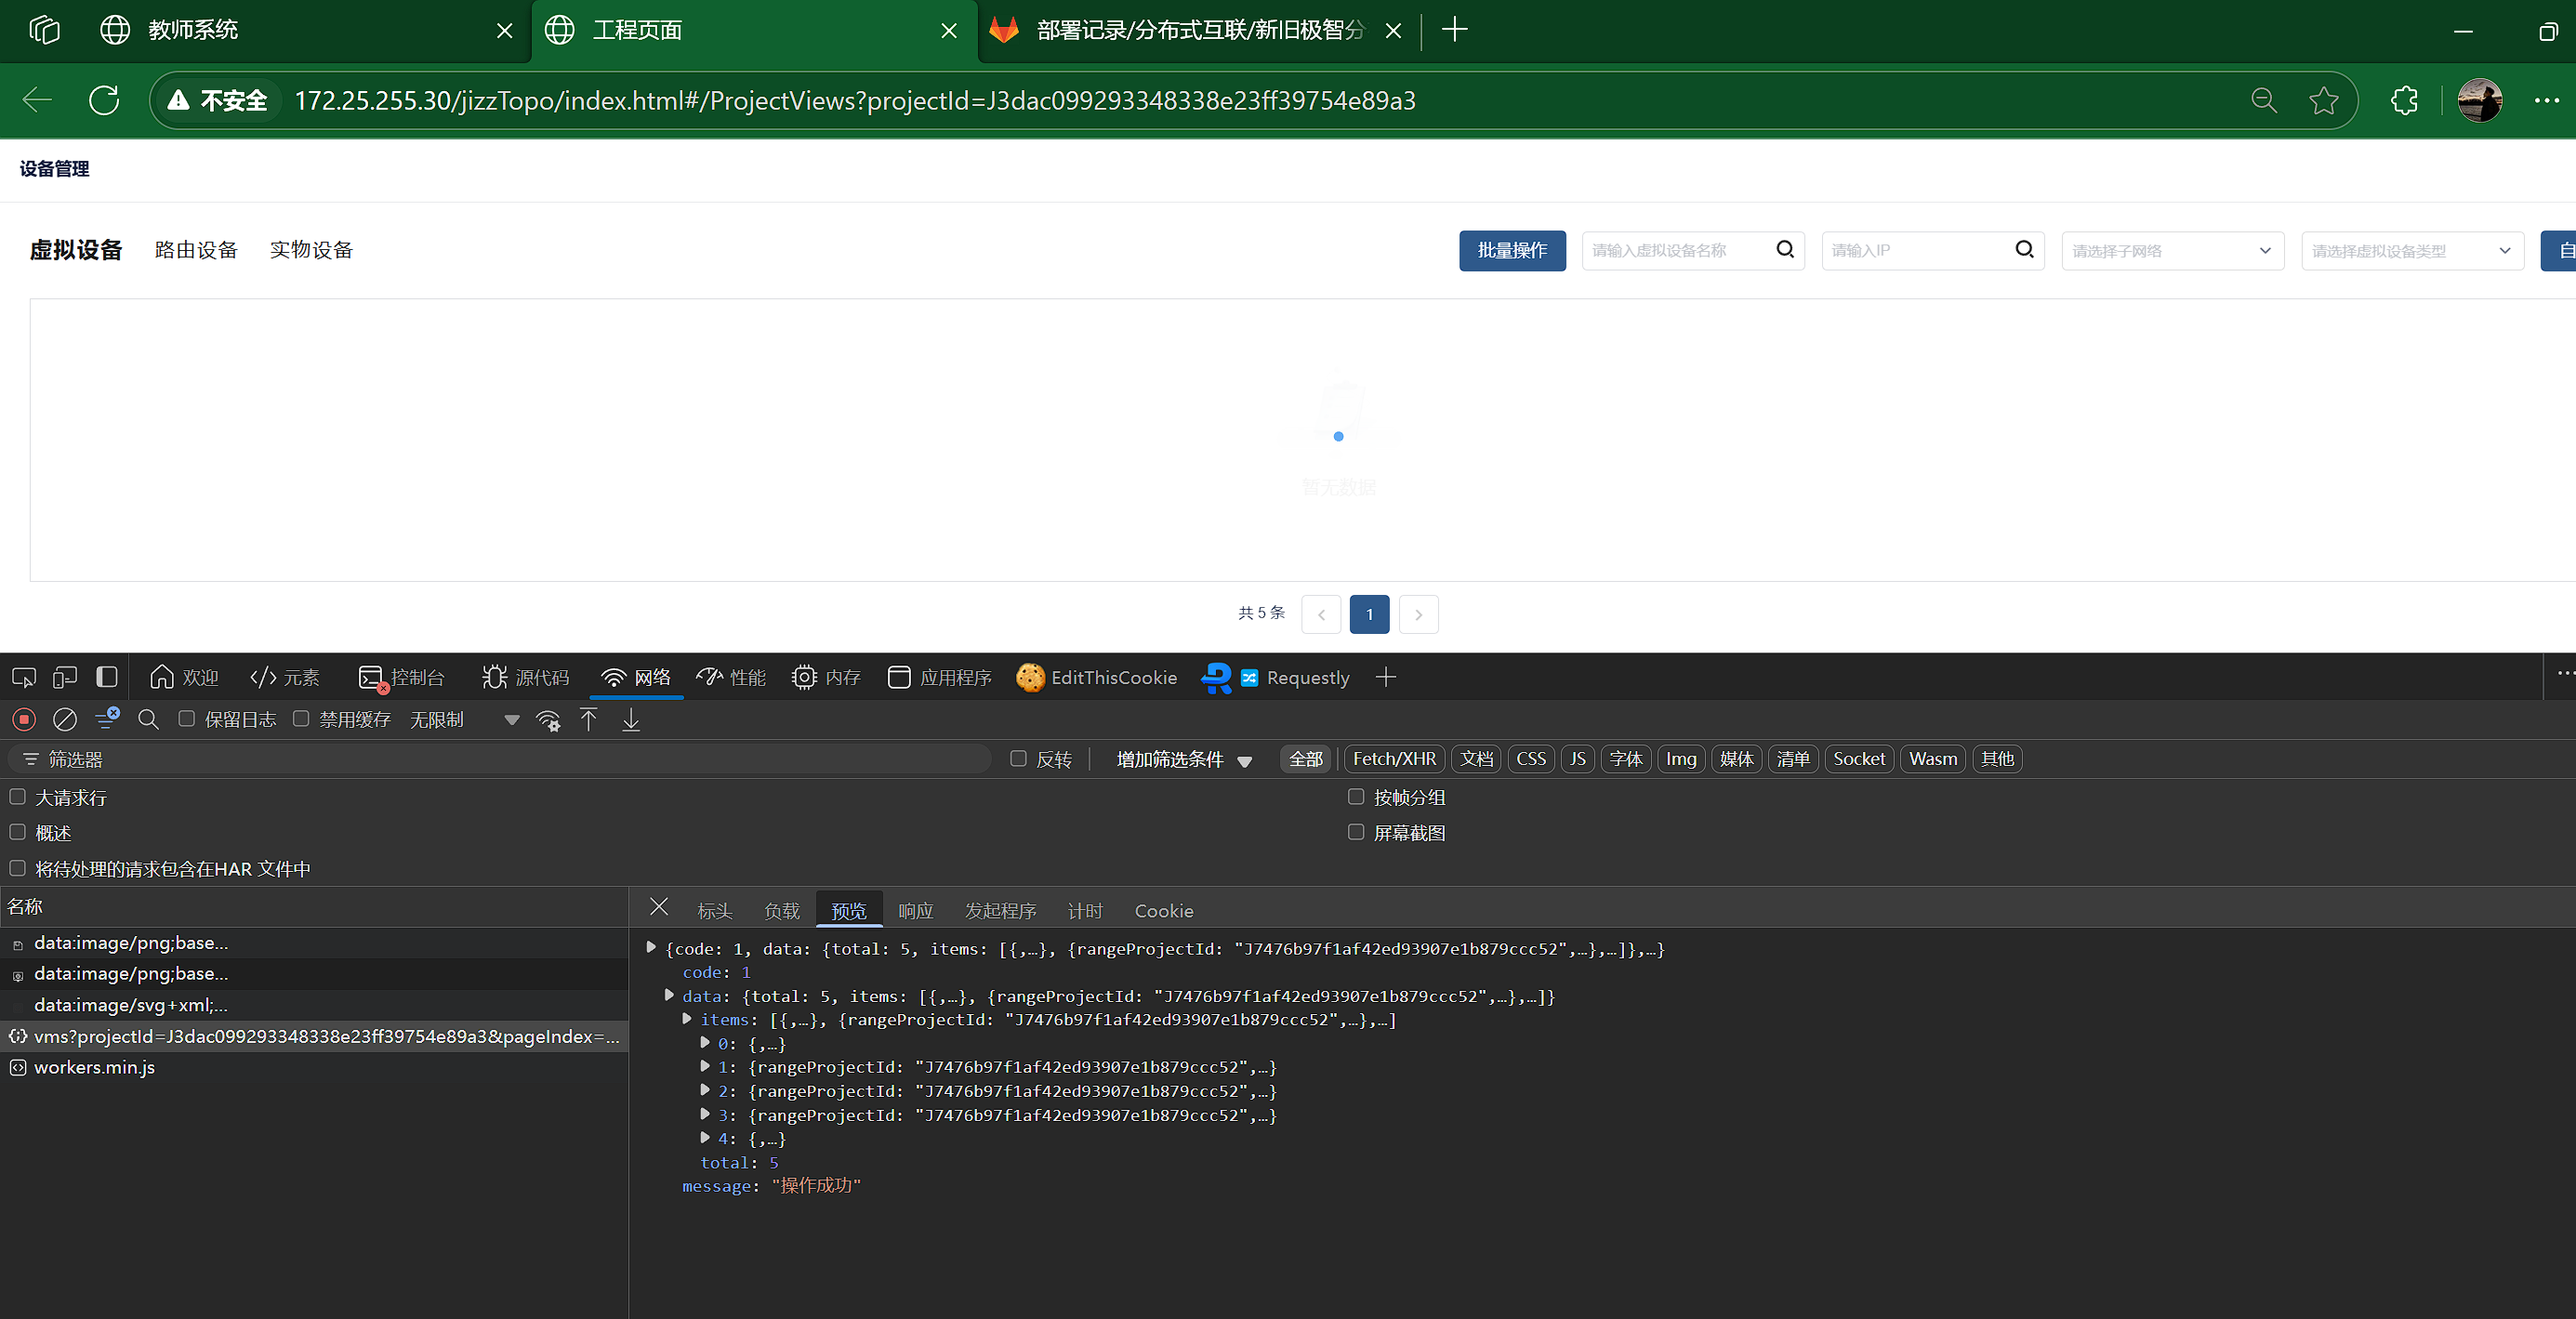 教师系统
工程页面
部署记录/分布式互联/新旧极智分
不安全 172.25.255.30/jizzTopo/index.html#/ProjectViews?projectId=J3dac099293348338e23ff39754e89a3
设备管理
虚拟设备 路由设备 实物设备 批量操作 请输入虚拟设备名称 请输入IP 请选择子网络 请选择虚拟设备类型 自
暂无数据
共 5 条 1
欢迎 元素 控制台 源代码 网络 性能 内存 应用程序 EditThisCookie Requestly
保留日志 禁用缓存 无限制
筛选器 反转 增加筛选条件 全部 Fetch/XHR 文档 CSS JS 字体 Img 媒体 清单 Socket Wasm 其他
大请求行 按帧分组
概述 屏幕截图
将待处理的请求包含在HAR 文件中
名称
data:image/png;base...
data:image/png;base...
data:image/svg+xml;...
vms?projectId=J3dac099293348338e23ff39754e89a3&pageIndex=...
workers.min.js
标头 负载 预览 响应 发起程序 计时 Cookie
{code: 1, data: {total: 5, items: [{,…}, {rangeProjectId: "J7476b97f1af42ed93907e1b879ccc52",…},…]},…}
code: 1
data: {total: 5, items: [{,…}, {rangeProjectId: "J7476b97f1af42ed93907e1b879ccc52",…},…]}
items: [{,…}, {rangeProjectId: "J7476b97f1af42ed93907e1b879ccc52",…},…]
0: {,…}
1: {rangeProjectId: "J7476b97f1af42ed93907e1b879ccc52",…}
2: {rangeProjectId: "J7476b97f1af42ed93907e1b879ccc52",…}
3: {rangeProjectId: "J7476b97f1af42ed93907e1b879ccc52",…}
4: {,…}
total: 5
message: "操作成功"